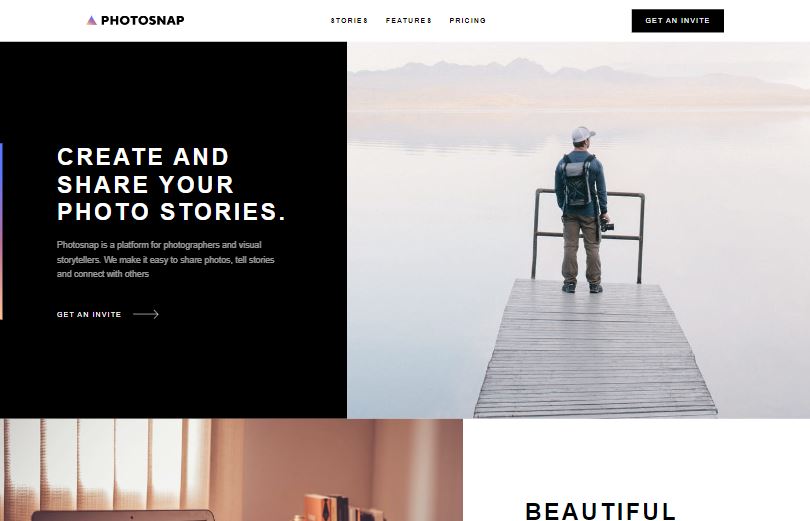 PHOTOSNAP
STORIES FEATURES PRICING
GET AN INVITE
CREATE AND
SHARE YOUR
PHOTO STORIES.
Photosnap is a platform for photographers and visual
storytellers. We make it easy to share photos, tell stories
and connect with others
GET AN INVITE
BEAUTIFUL